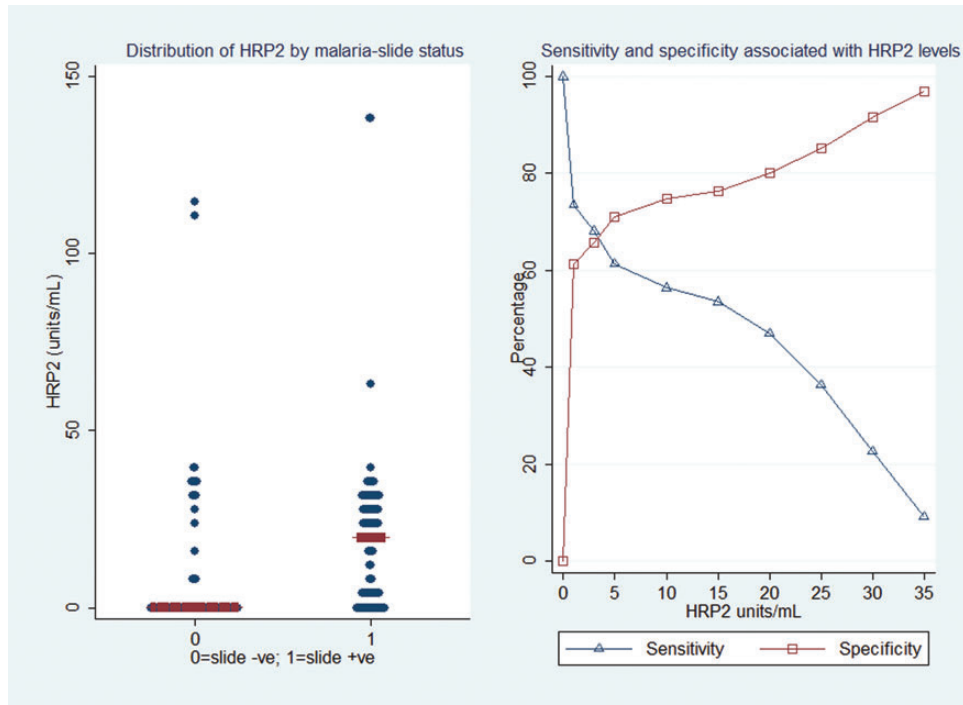 Distribution of HRP2 by malaria-slide status
150
100
50
0
HRP2 (units/mL)
0 1
0=slide -ve; 1=slide +ve
Sensitivity and specificity associated with HRP2 levels
100
80
60
40
20
0
Percentage
0 5 10 15 20 25 30 35
HRP2 units/mL
Sensitivity Specificity